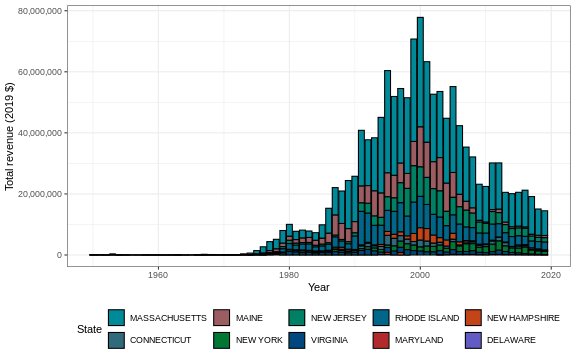 80,000,000
60,000,000
40,000,000
20,000,000
0
Total revenue (2019 $)
1960 1980 2000 2020
Year
State
MASSACHUSETTS MAINE NEW JERSEY RHODE ISLAND NEW HAMPSHIRE
CONNECTICUT NEW YORK VIRGINIA MARYLAND DELAWARE